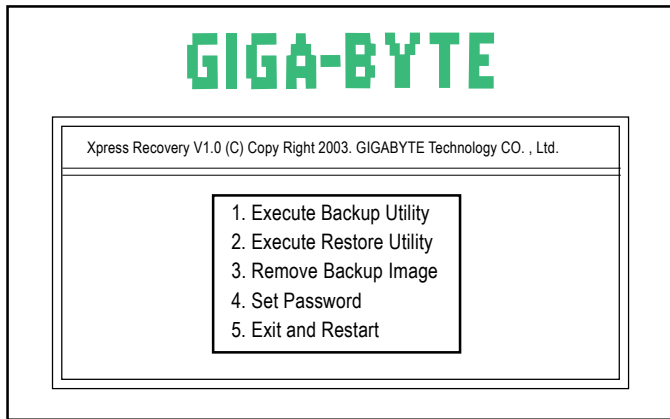 GIGA-BYTE
Xpress Recovery V1.0 (C) Copy Right 2003. GIGABYTE Technology CO. , Ltd.
1. Execute Backup Utility
2. Execute Restore Utility
3. Remove Backup Image
4. Set Password
5. Exit and Restart